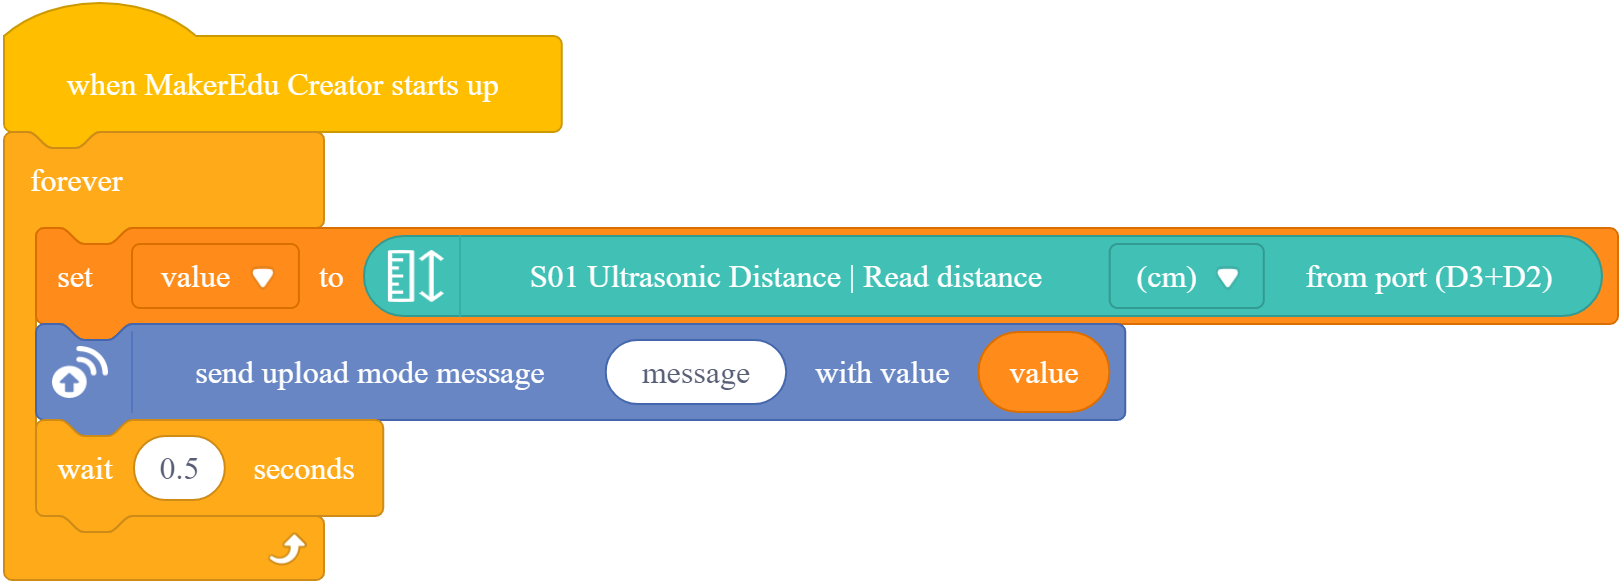 when MakerEdu Creator starts up
forever
set value to S01 Ultrasonic Distance | Read distance (cm) from port (D3+D2)
send upload mode message message with value value
wait 0.5 seconds